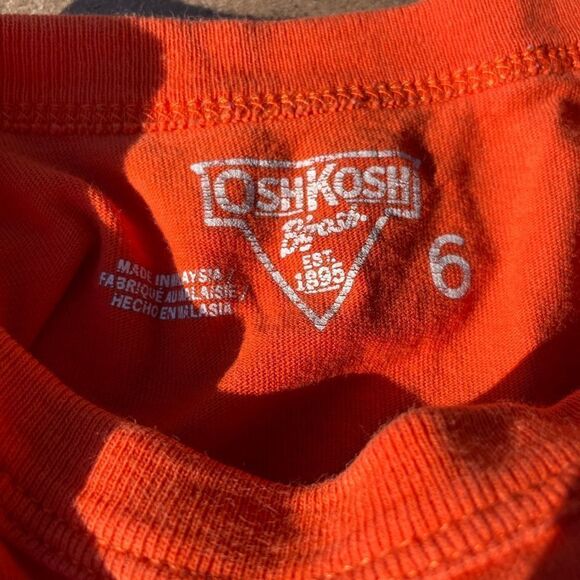 OSHKOSH
B'gosh
EST.
1895
6
MADE IN MALAYSIA /
FABRIQUÉ AU MALAISIE /
HECHO EN MALASIA